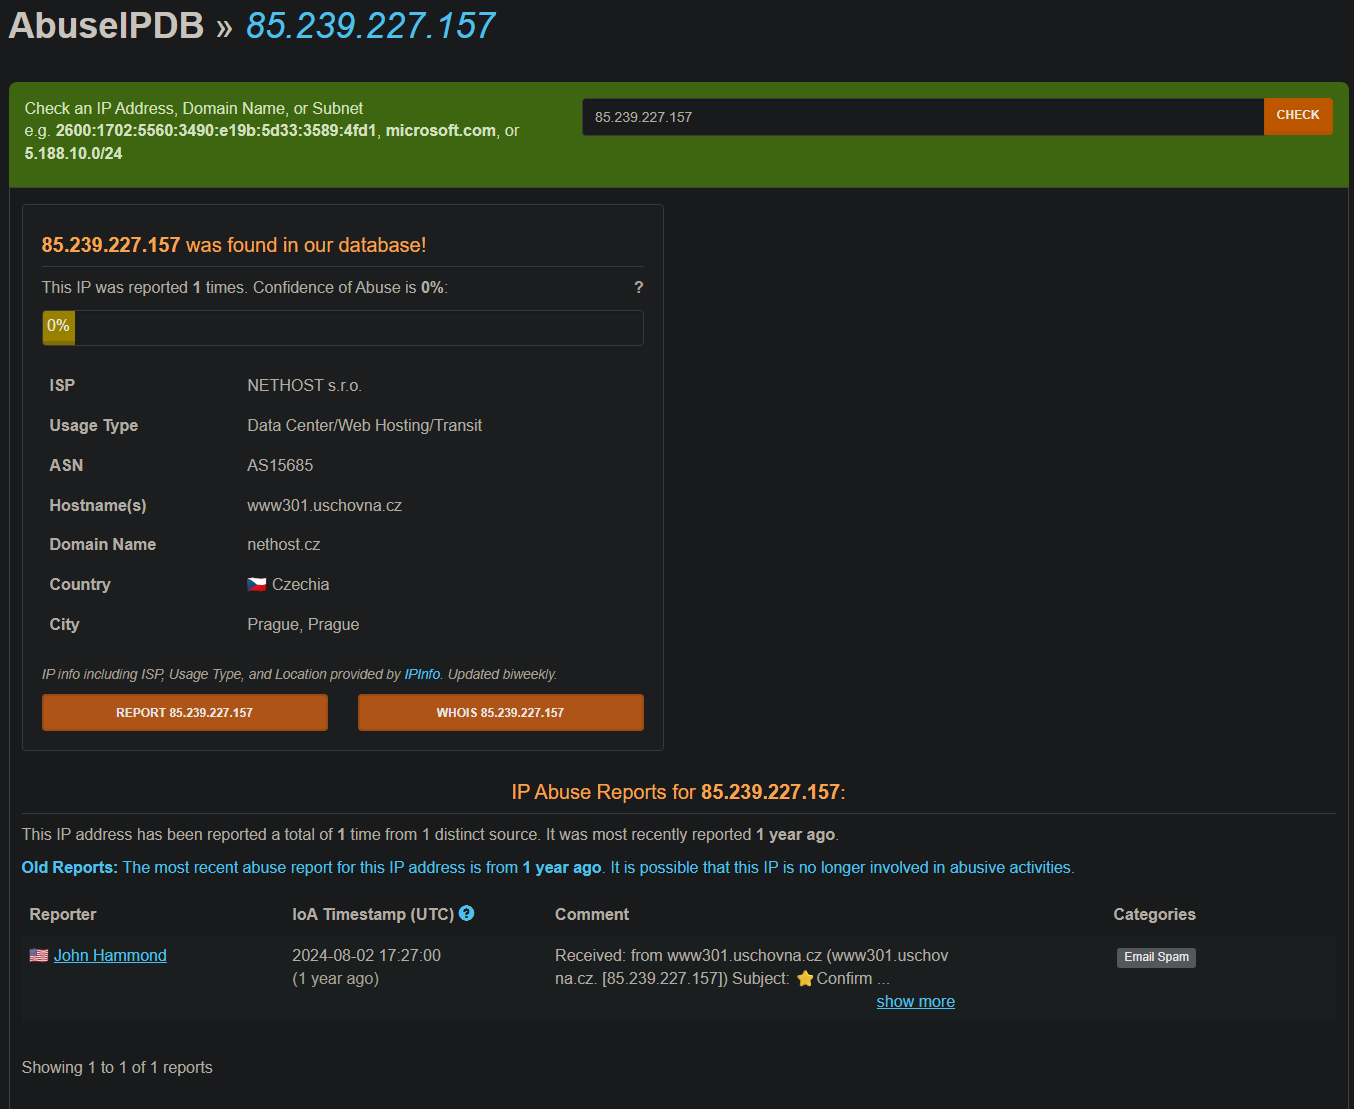 AbuseIPDB » 85.239.227.157
Check an IP Address, Domain Name, or Subnet
e.g. 2600:1702:5560:3490:e19b:5d33:3589:4fd1, microsoft.com, or
5.188.10.0/24
85.239.227.157
CHECK
85.239.227.157 was found in our database!
This IP was reported 1 times. Confidence of Abuse is 0%: ?
0%
ISP NETHOST s.r.o.
Usage Type Data Center/Web Hosting/Transit
ASN AS15685
Hostname(s) www301.uschovna.cz
Domain Name nethost.cz
Country Czechia
City Prague, Prague
IP info including ISP, Usage Type, and Location provided by IPInfo. Updated biweekly.
REPORT 85.239.227.157 WHOIS 85.239.227.157
IP Abuse Reports for 85.239.227.157:
This IP address has been reported a total of 1 time from 1 distinct source. It was most recently reported 1 year ago.
Old Reports: The most recent abuse report for this IP address is from 1 year ago. It is possible that this IP is no longer involved in abusive activities.
Reporter IoA Timestamp (UTC) ? Comment Categories
John Hammond 2024-08-02 17:27:00 Received: from www301.uschovna.cz (www301.uschov Email Spam
(1 year ago) na.cz. [85.239.227.157]) Subject: ⭐Confirm ...
show more
Showing 1 to 1 of 1 reports